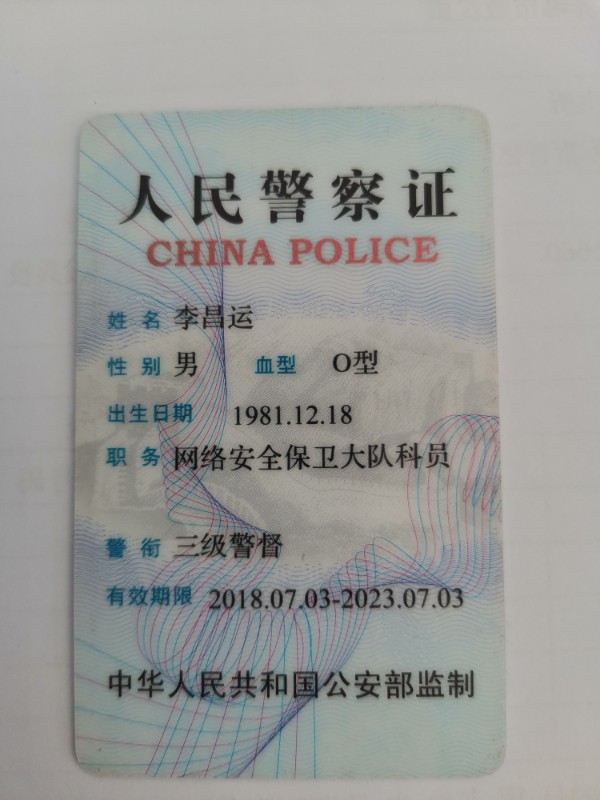 人民警察证
CHINA POLICE
姓 名 李昌运
性 别 男 血型 O型
出生日期 1981.12.18
职 务 网络安全保卫大队科员
警 衔 三级警督
有效期限 2018.07.03-2023.07.03
中华人民共和国公安部监制